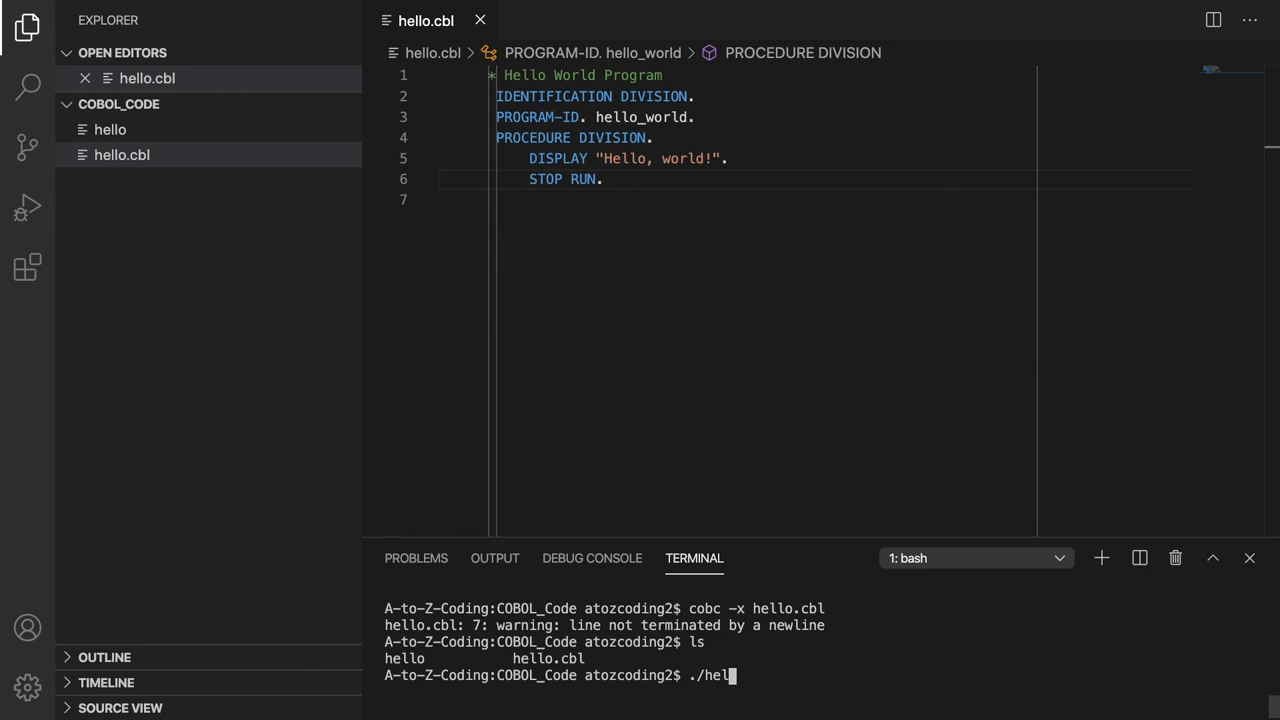 EXPLORER
OPEN EDITORS
hello.cbl
COBOL_CODE
hello
hello.cbl
OUTLINE
TIMELINE
SOURCE VIEW
hello.cbl
hello.cbl > PROGRAM-ID. hello_world > PROCEDURE DIVISION
1 * Hello World Program
2 IDENTIFICATION DIVISION.
3 PROGRAM-ID. hello_world.
4 PROCEDURE DIVISION.
5 DISPLAY "Hello, world!".
6 STOP RUN.
7
PROBLEMS OUTPUT DEBUG CONSOLE TERMINAL 1: bash
A-to-Z-Coding:COBOL_Code atozcoding2$ cobc -x hello.cbl
hello.cbl: 7: warning: line not terminated by a newline
A-to-Z-Coding:COBOL_Code atozcoding2$ ls
hello hello.cbl
A-to-Z-Coding:COBOL_Code atozcoding2$ ./hel